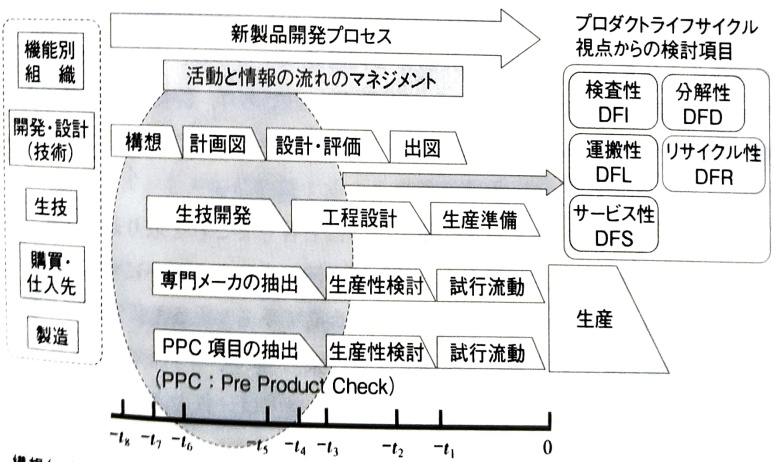 新製品開発プロセス
プロダクトライフサイクル
視点からの検討項目
機能別
組織
活動と情報の流れのマネジメント
検査性
DFI
分解性
DFD
開発・設計
(技術)
構想
計画図
設計・評価
出図
運搬性
DFL
リサイクル性
DFR
生技
生技開発
工程設計
生産準備
サービス性
DFS
購買・
仕入先
専門メーカの抽出
生産性検討
試行流動
生産
製造
PPC項目の抽出
生産性検討
試行流動
(PPC：Pre Product Check)
-t₈ -t₇ -t₆ -t₅ -t₄ -t₃ -t₂ -t₁ 0